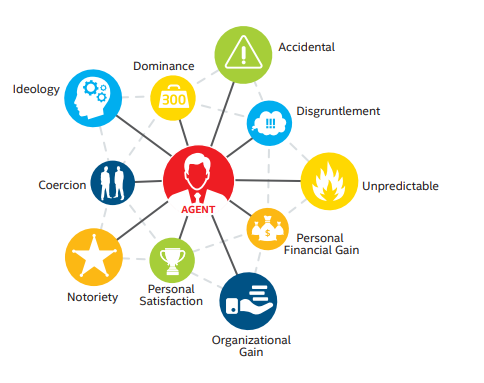 Accidental
Dominance
Ideology
300
Disgruntlement
!!!
Coercion
Unpredictable
AGENT
$
Personal
Financial Gain
Notoriety
Personal
Satisfaction
Organizational
Gain